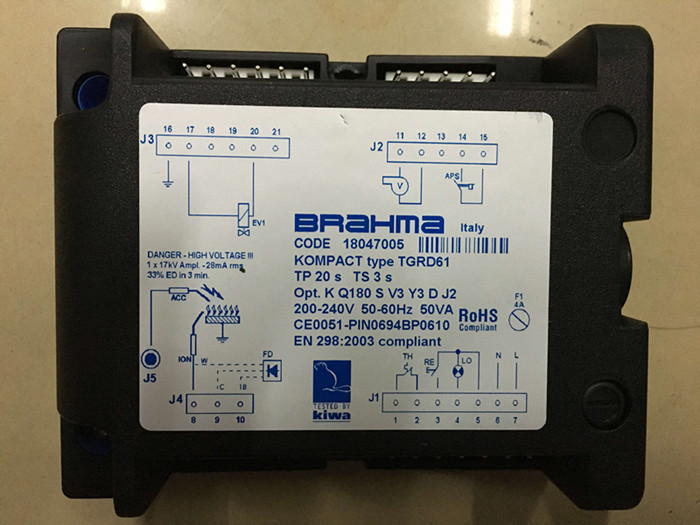 J3
16 17 18 19 20 21
J2
11 12 13 14 15
V
APS
EV1
BRAHMA Italy
CODE 18047005
KOMPACT type TGRD61
TP 20 s TS 3 s
Opt. K Q180 S V3 Y3 D J2
200-240V 50-60Hz 50VA
CE0051-PIN0694BP0610
EN 298:2003 compliant
RoHS
Compliant
F1
4A
DANGER - HIGH VOLTAGE !!!
1 x 17kV Ampl. -28mA rms
33% ED in 3 min.
ACC
J5
ION
W
FD
C
IB
J4
8 9 10
TESTED BY
kiwa
TH RE LO N L
J1
1 2 3 4 5 6 7